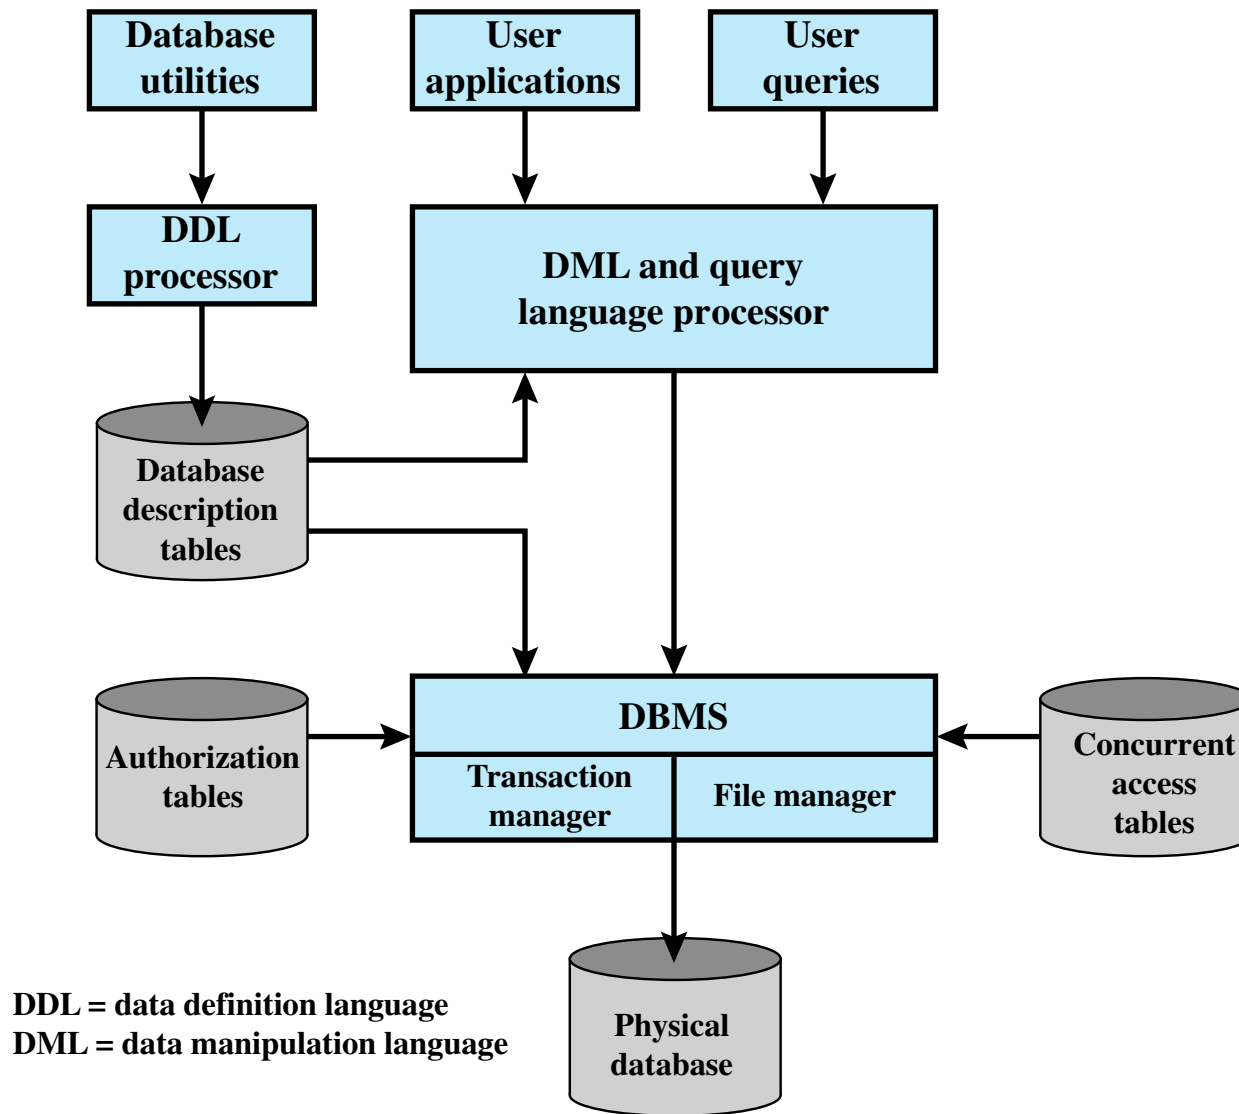 Database
utilities
User
applications
User
queries
DDL
processor
DML and query
language processor
Database
description
tables
DBMS
Authorization
tables
Transaction
manager
File manager
Concurrent
access
tables
Physical
database
DDL = data definition language
DML = data manipulation language